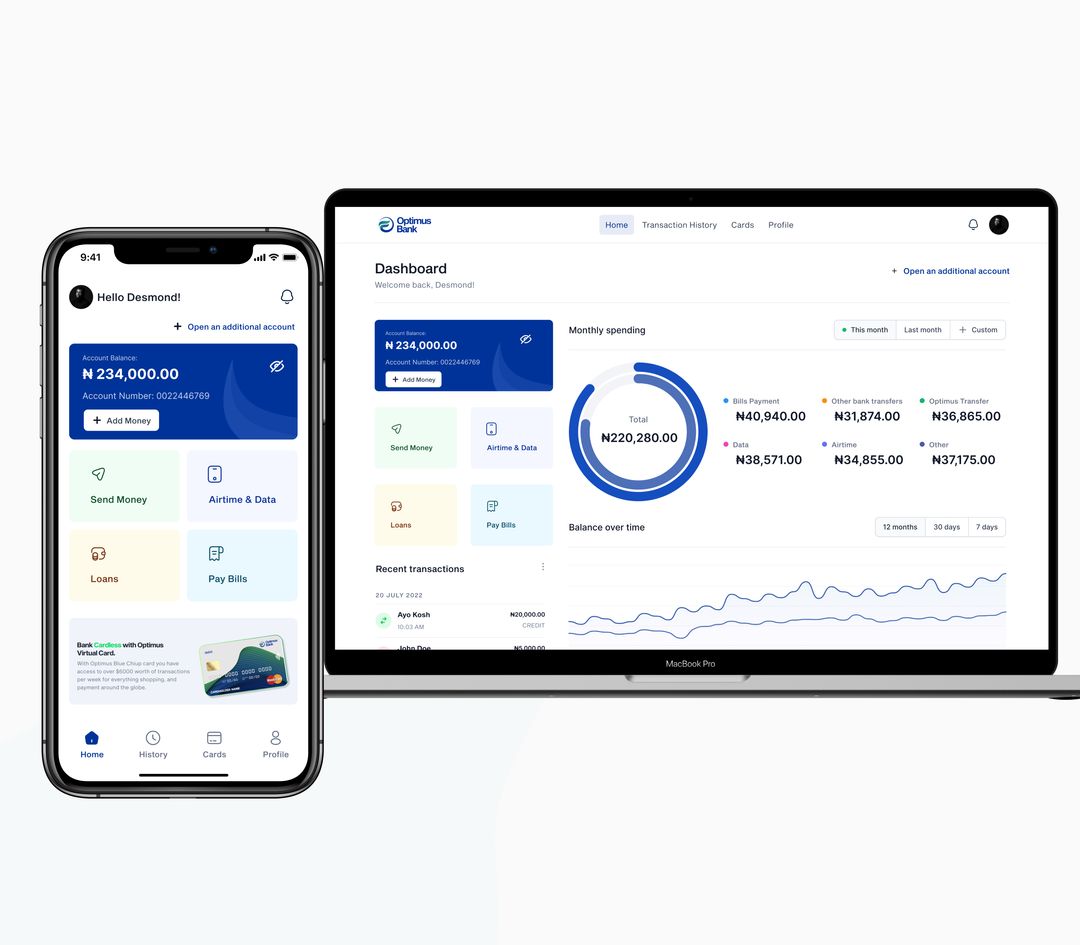 9:41
Hello Desmond!
+ Open an additional account
Account Balance:
₦ 234,000.00
Account Number: 0022446769
+ Add Money
Send Money
Airtime & Data
Loans
Pay Bills
Bank Cardless with Optimus
Virtual Card.
With Optimus Blue Chiup card you have
access to over $6000 worth of transactions
per week for everything shopping, and
payment around the globe.
Optimus
Bank
CARDHOLDER NAME
Home
History
Cards
Profile
Optimus
Bank
Home
Transaction History
Cards
Profile
Dashboard
Welcome back, Desmond!
+ Open an additional account
Account Balance:
₦ 234,000.00
Account Number: 0022446769
+ Add Money
Send Money
Airtime & Data
Loans
Pay Bills
Recent transactions
20 JULY 2022
Ayo Kosh
₦20,000.00
10:03 AM
CREDIT
John Doe
₦5,000.00
Monthly spending
This month
Last month
+ Custom
Total
₦220,280.00
Bills Payment
₦40,940.00
Other bank transfers
₦31,874.00
Optimus Transfer
₦36,865.00
Data
₦38,571.00
Airtime
₦34,855.00
Other
₦37,175.00
Balance over time
12 months
30 days
7 days
MacBook Pro